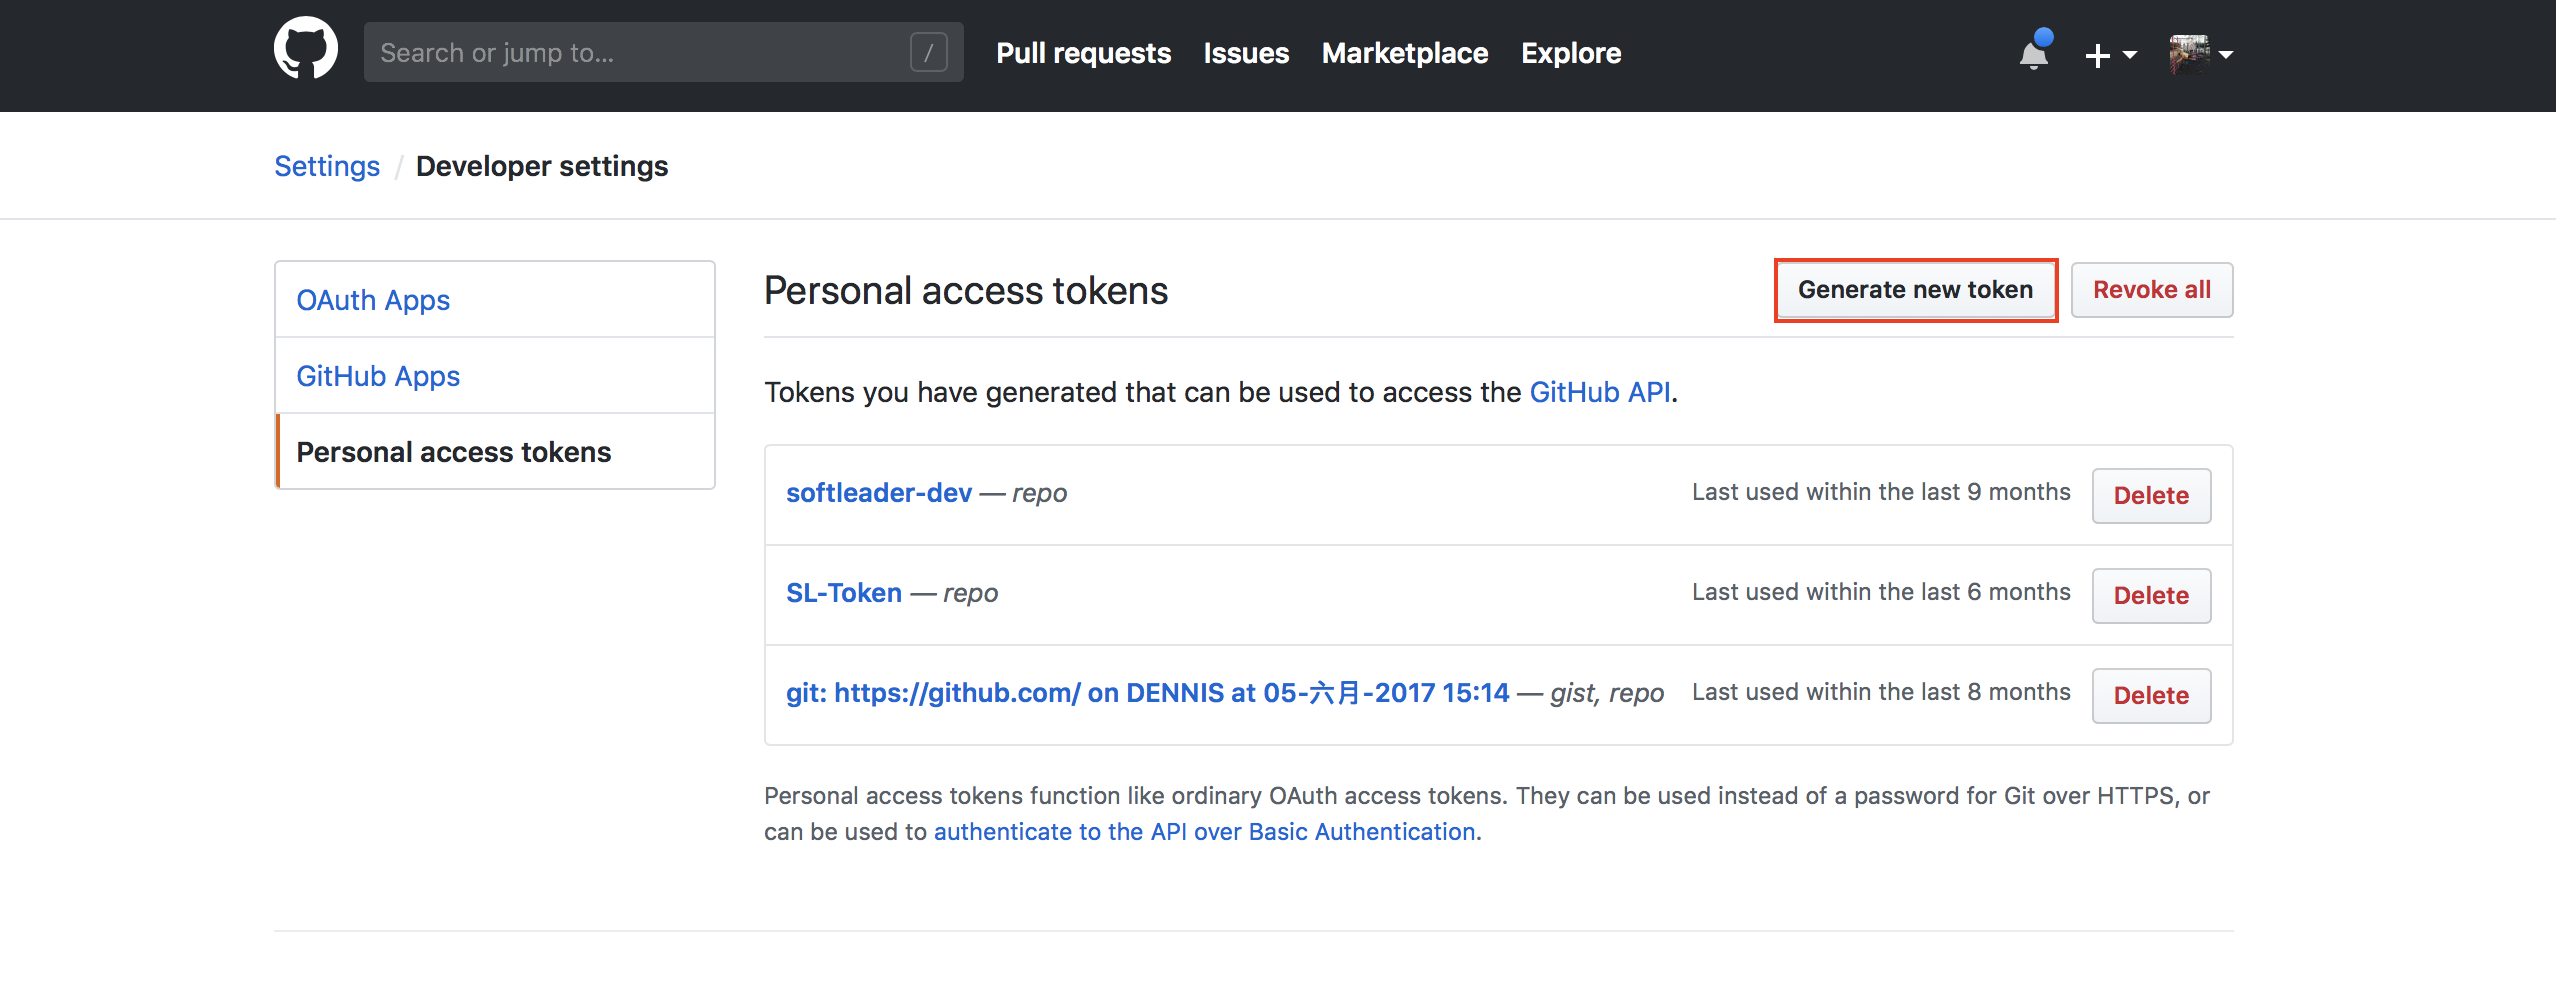 Search or jump to...
/
Pull requests
Issues
Marketplace
Explore
Settings / Developer settings
OAuth Apps
GitHub Apps
Personal access tokens
Personal access tokens
Generate new token
Revoke all
Tokens you have generated that can be used to access the GitHub API.
softleader-dev — repo
Last used within the last 9 months
Delete
SL-Token — repo
Last used within the last 6 months
Delete
git: https://github.com/ on DENNIS at 05-六月-2017 15:14 — gist, repo
Last used within the last 8 months
Delete
Personal access tokens function like ordinary OAuth access tokens. They can be used instead of a password for Git over HTTPS, or
can be used to authenticate to the API over Basic Authentication.